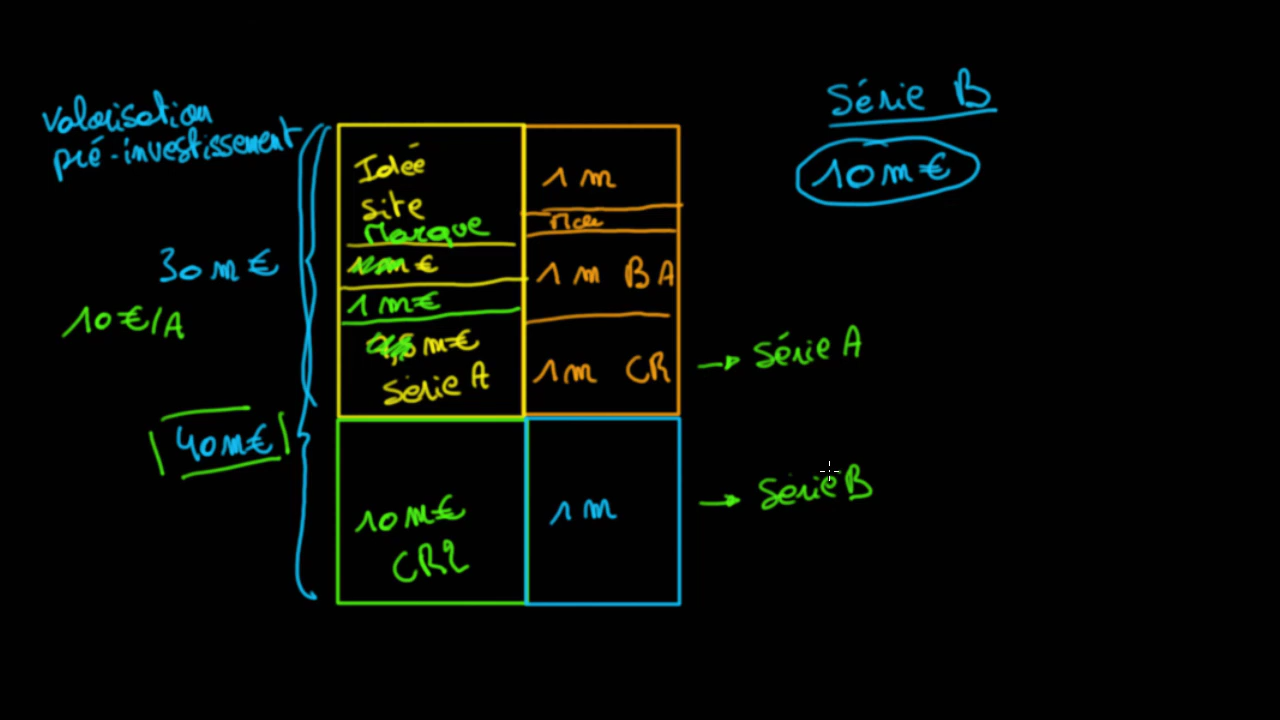 Valorisation
pré-investissement
30 m €
10 €/A
40 m €
Idée
Site
Marque
m €
1 m €
m €
Série A
10 m €
CR2
1 m
1 m BA
1 m CR
1 m
Série B
10 m €
→ Série A
→ Série B